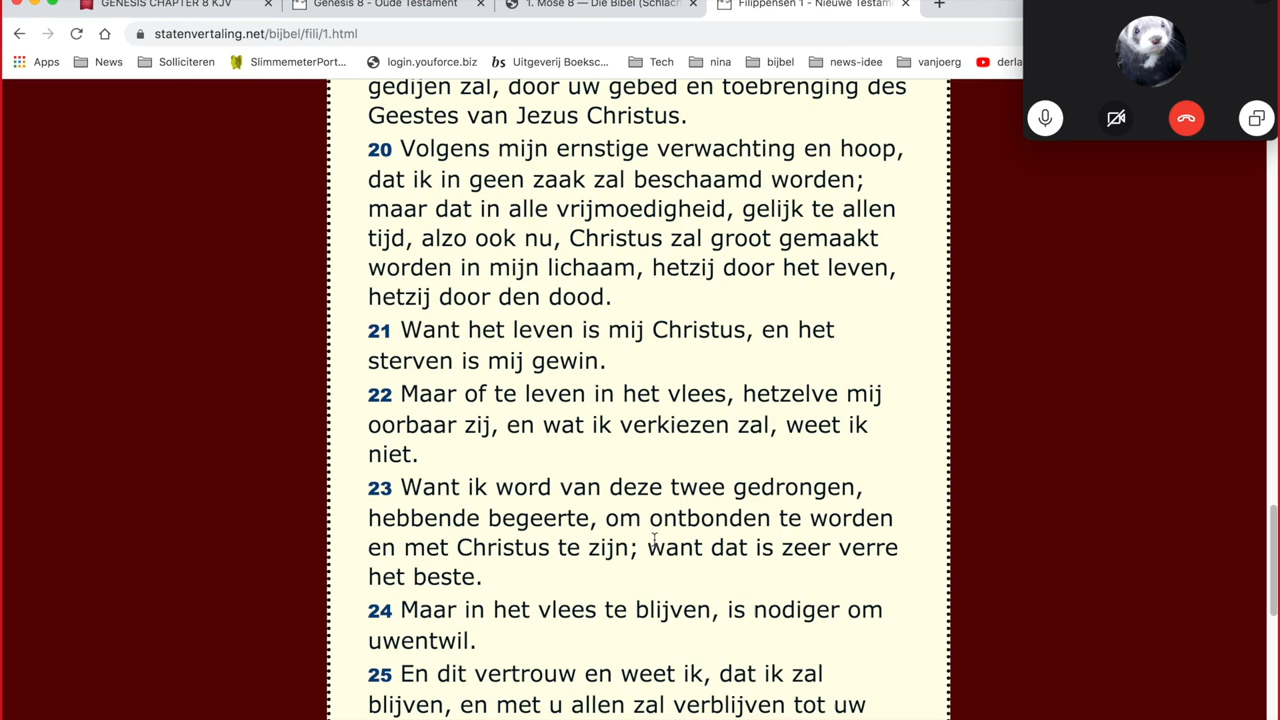 GENESIS CHAPTER 8 KJV
Genesis 8 - Oude Testament
1. Mose 8 — Die Bibel (Schlach
Filippensen 1 - Nieuwe Testam
statenvertaling.net/bijbel/fili/1.html
Apps News Solliciteren SlimmemeterPort... login.youforce.biz bs Uitgeverij Boeksc... Tech nina bijbel news-idee vanjoerg derla
gedijen zal, door uw gebed en toebrenging des
Geestes van Jezus Christus.
20 Volgens mijn ernstige verwachting en hoop,
dat ik in geen zaak zal beschaamd worden;
maar dat in alle vrijmoedigheid, gelijk te allen
tijd, alzo ook nu, Christus zal groot gemaakt
worden in mijn lichaam, hetzij door het leven,
hetzij door den dood.
21 Want het leven is mij Christus, en het
sterven is mij gewin.
22 Maar of te leven in het vlees, hetzelve mij
oorbaar zij, en wat ik verkiezen zal, weet ik
niet.
23 Want ik word van deze twee gedrongen,
hebbende begeerte, om ontbonden te worden
en met Christus te zijn; want dat is zeer verre
het beste.
24 Maar in het vlees te blijven, is nodiger om
uwentwil.
25 En dit vertrouw en weet ik, dat ik zal
blijven, en met u allen zal verblijven tot uw